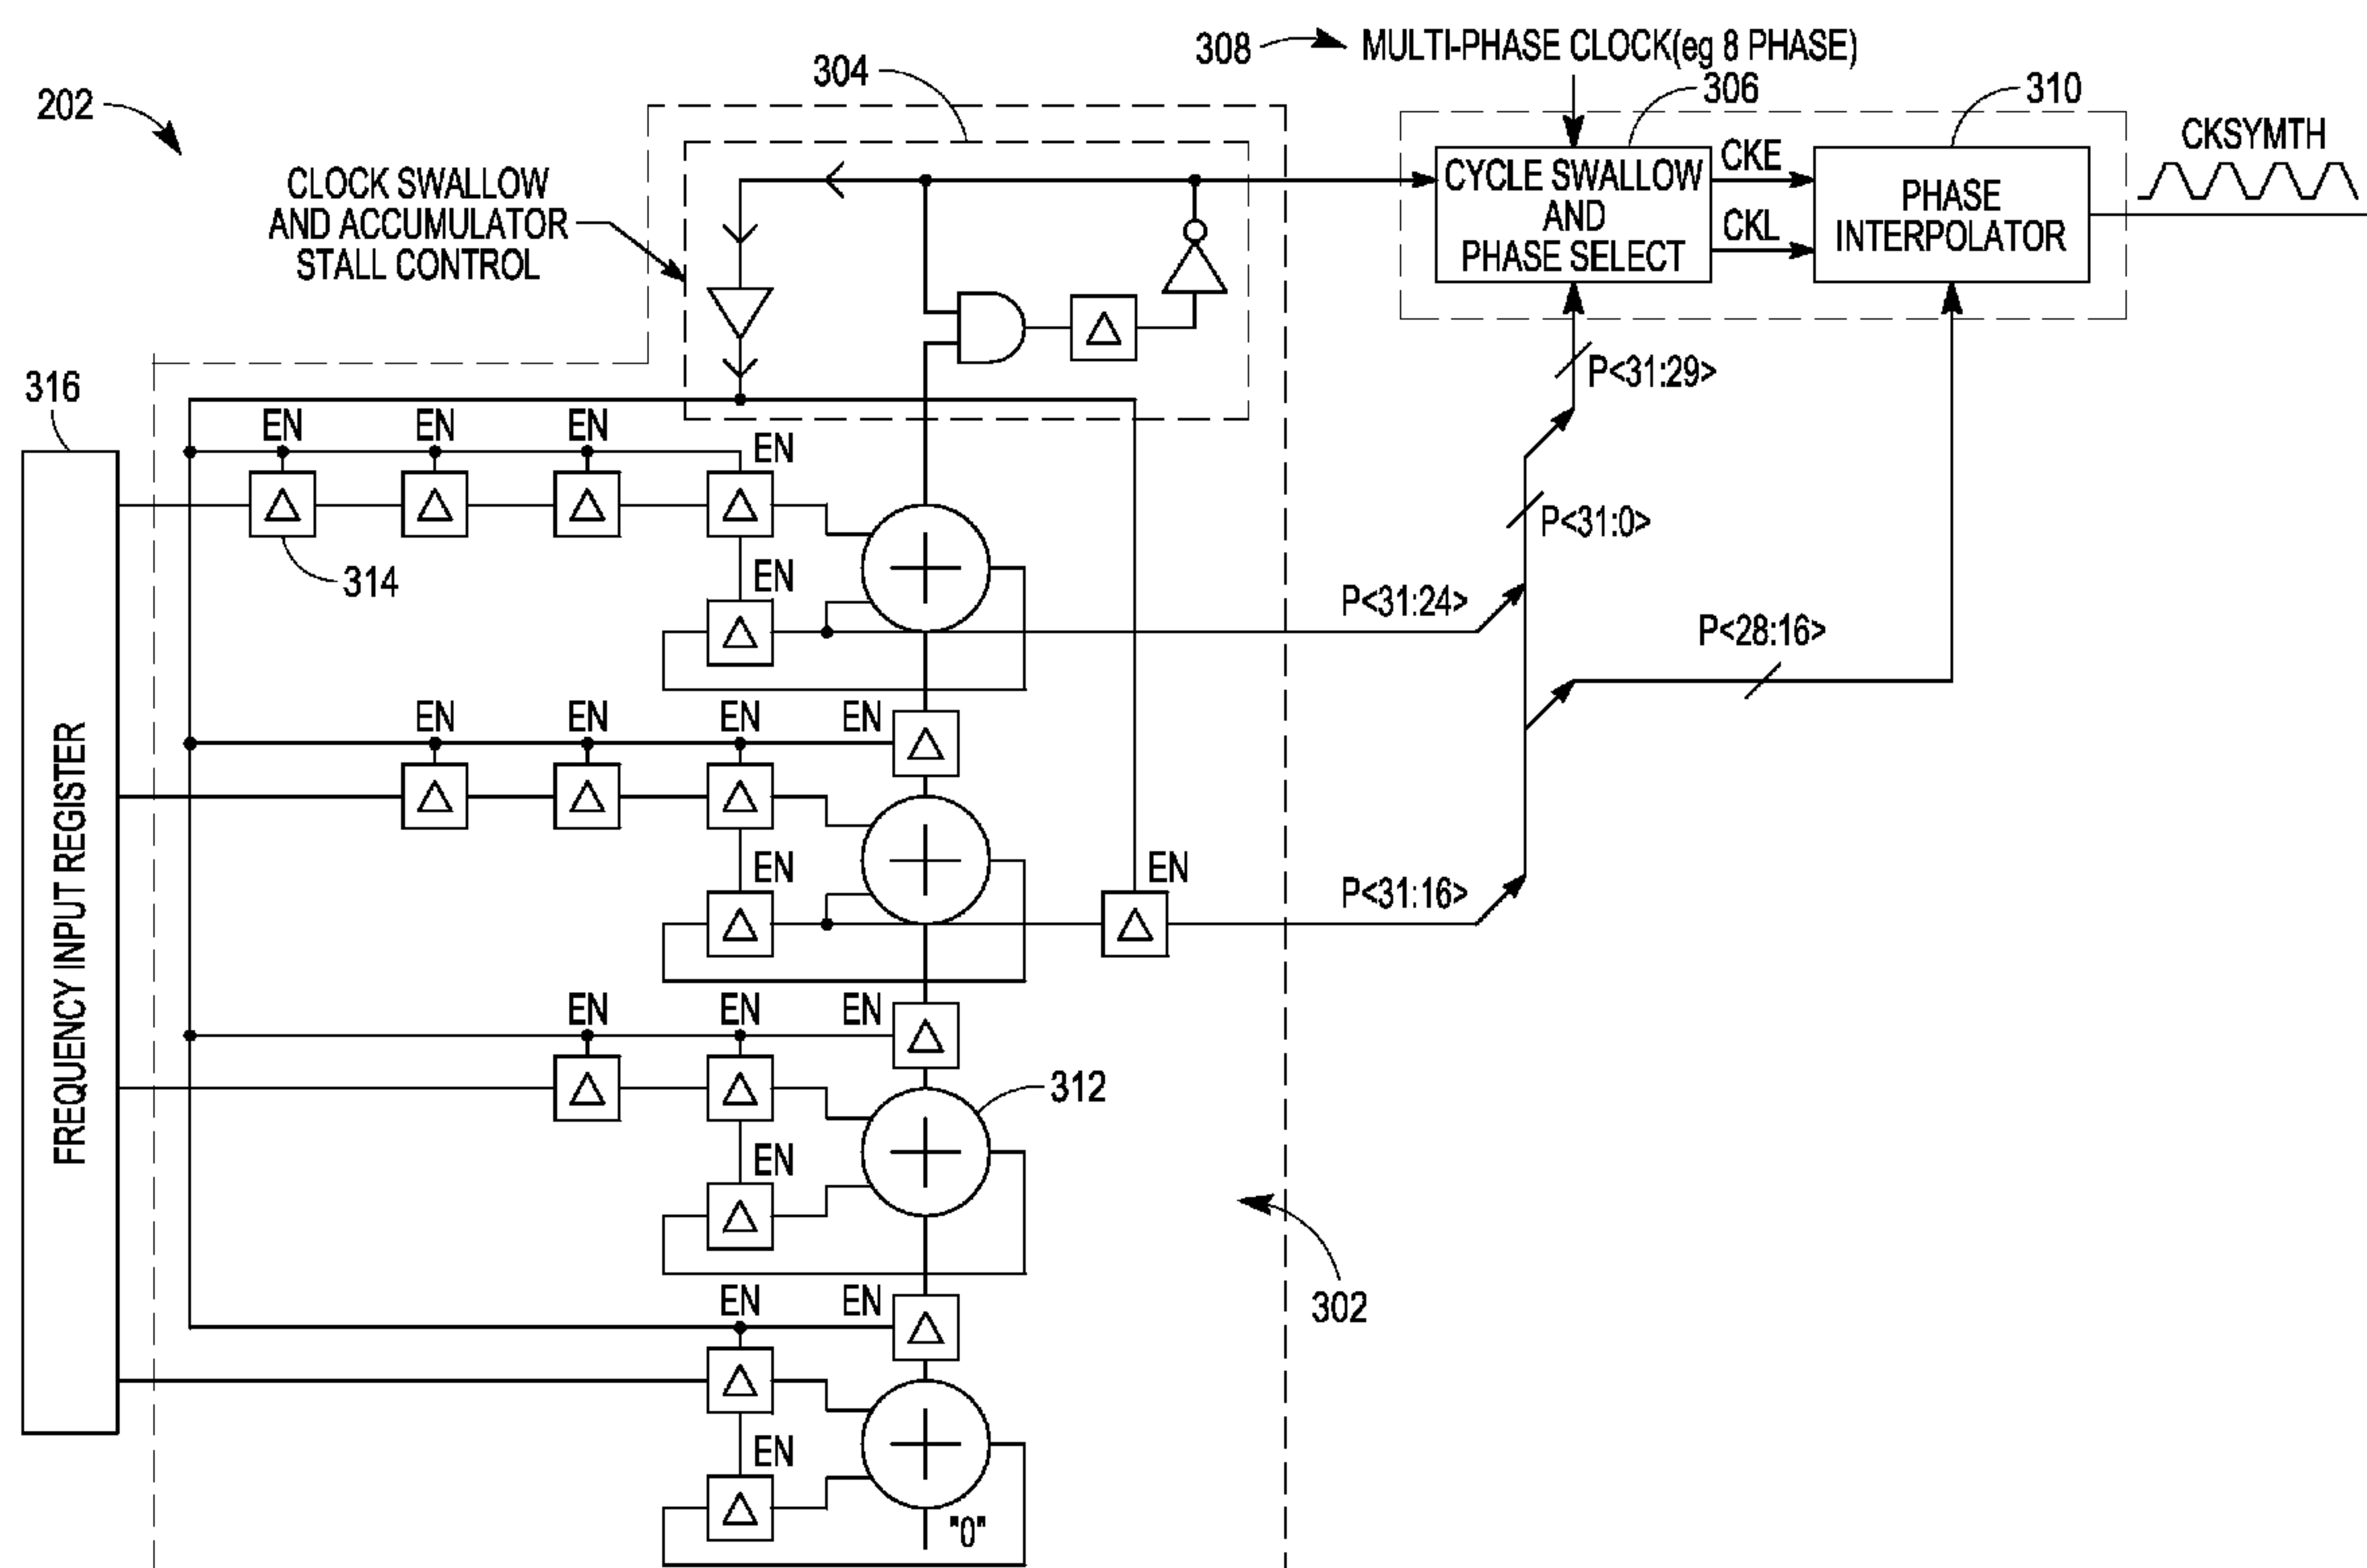 308
MULTI-PHASE CLOCK(eg 8 PHASE)
304
306
310
202
CKSYMTH
CLOCK SWALLOW
AND ACCUMULATOR
STALL CONTROL
CYCLE SWALLOW
AND
PHASE SELECT
CKE
CKL
PHASE
INTERPOLATOR
P<31:29>
316
EN
EN
EN
EN
314
EN
P<31:0>
P<31:24>
P<28:16>
FREQUENCY INPUT REGISTER
EN
EN
EN
EN
EN
EN
P<31:16>
EN
EN
EN
312
EN
302
EN
EN
EN
"0"